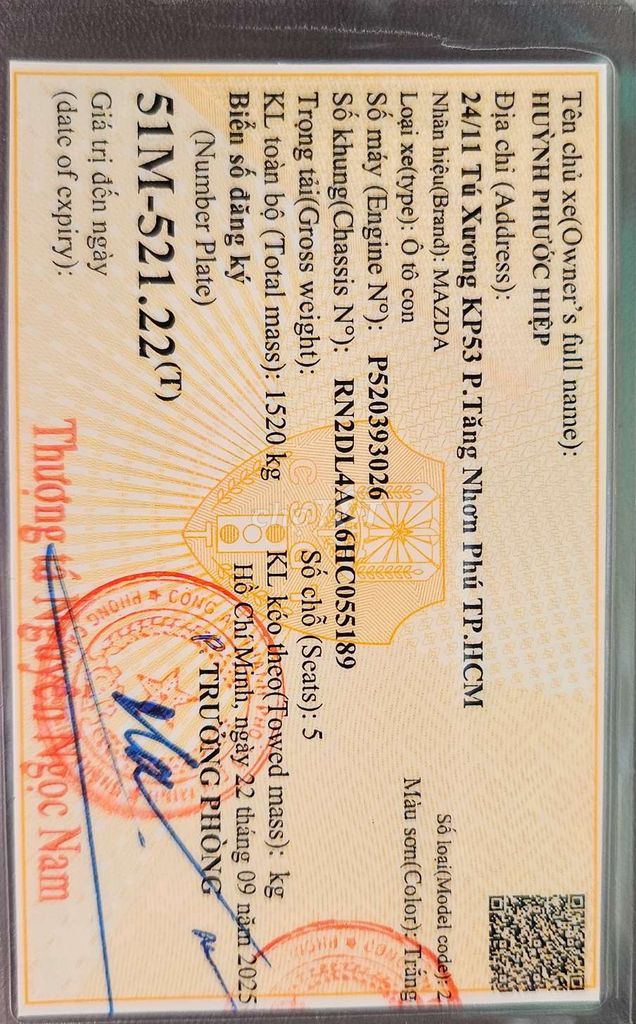 Tên chủ xe(Owner's full name):
HUỲNH PHƯỚC HIỆP
Địa chỉ (Address):
24/11 Tú Xương KP53 P.Tăng Nhơn Phú TP.HCM
Nhãn hiệu(Brand): MAZDA
Số loại(Model code): 2
Loại xe(type): Ô tô con
Màu sơn(Color): Trắng
Số máy (Engine N°): P520393026
Số khung(Chassis N°): RN2DL4AA6HC055189
Trọng tải(Gross weight):
Số chỗ (Seats): 5
KL toàn bộ (Total mass): 1520 kg
KL kéo theo(Towed mass): kg
Biển số đăng ký
Hồ Chí Minh, ngày 22 tháng 09 năm 2025
(Number Plate)
P. TRƯỞNG PHÒNG
51M-521.22(T)
Giá trị đến ngày
(date of expiry):
Thượng tá Nguyễn Ngọc Nam